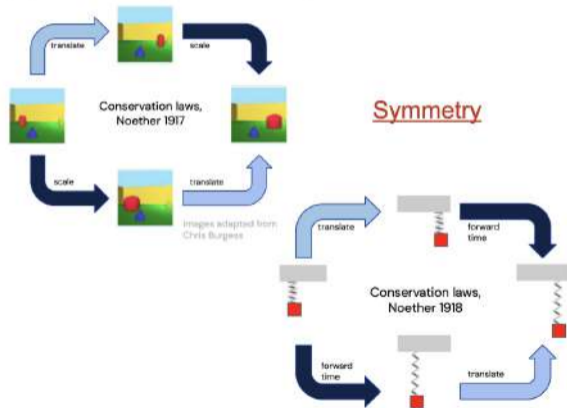 translate
scale
Conservation laws,
Noether 1917
scale
translate
images adapted from
Chris Burgess
Symmetry
translate
forward
time
Conservation laws,
Noether 1918
forward
time
translate